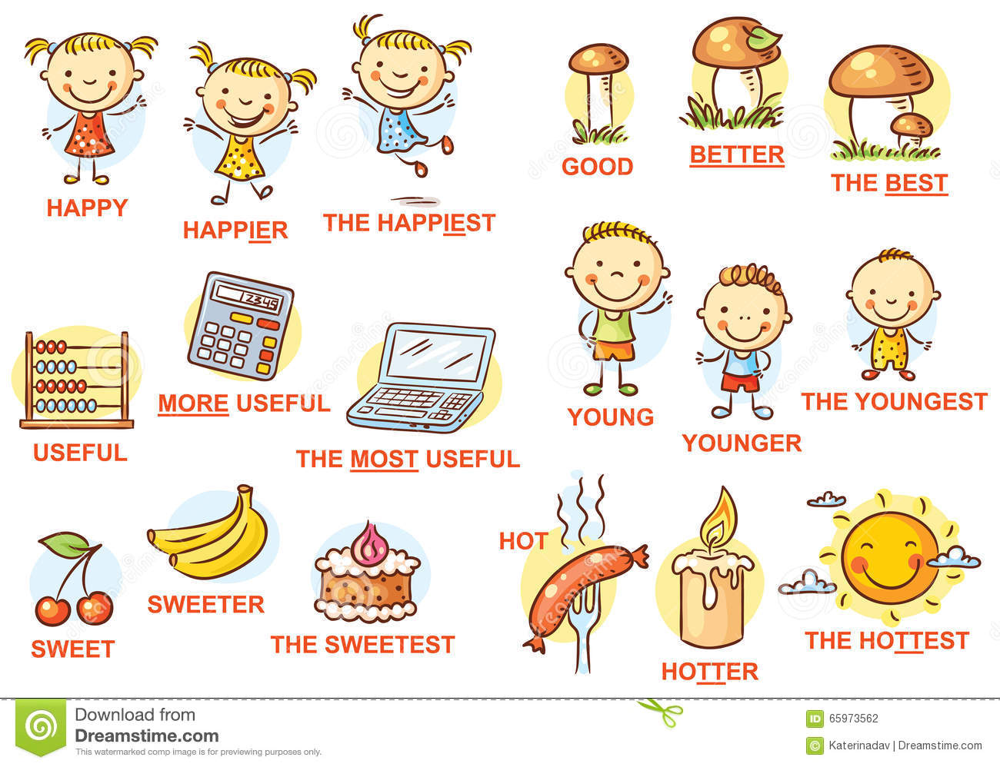 HAPPY
HAPPIER
THE HAPPIEST
GOOD
BETTER
THE BEST
12345
USEFUL
MORE USEFUL
THE MOST USEFUL
YOUNG
YOUNGER
THE YOUNGEST
SWEET
SWEETER
THE SWEETEST
HOT
HOTTER
THE HOTTEST
Download from
Dreamstime.com
This watermarked comp image is for previewing purposes only.
ID 65973562
© Katerinadav | Dreamstime.com